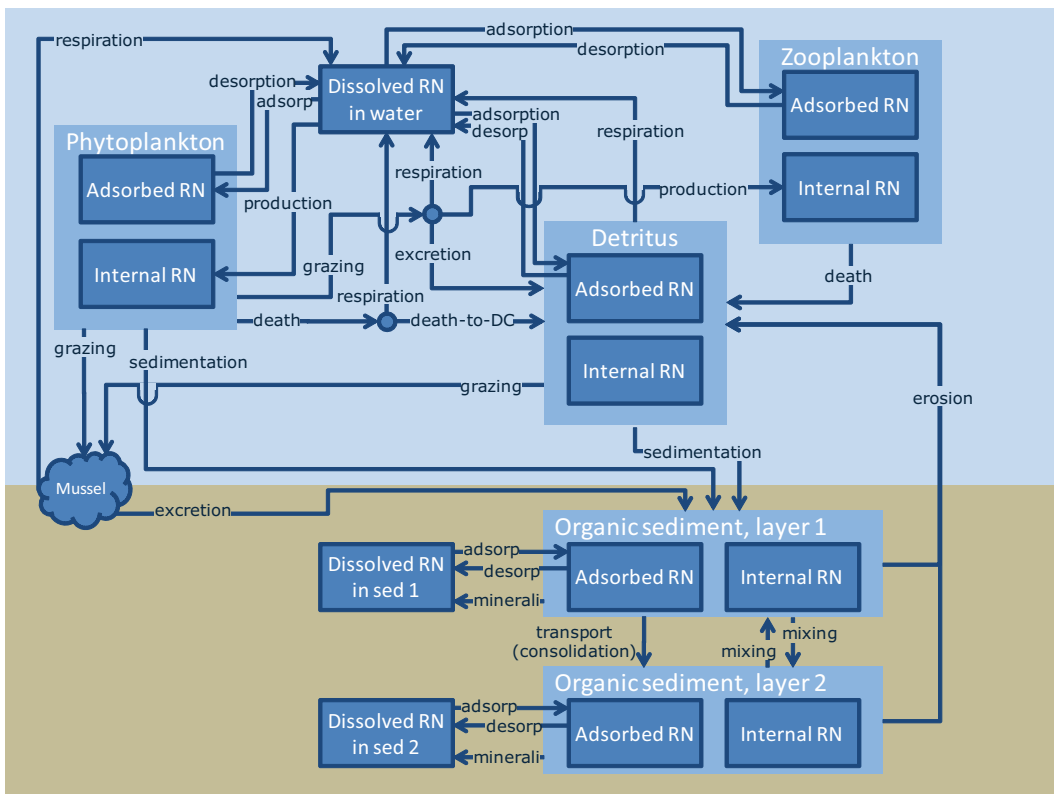 respiration
adsorption
desorption
Zooplankton
Dissolved RN
in water
desorption
adsorp
adsorption
desorp
respiration
Adsorbed RN
Phytoplankton
Adsorbed RN
respiration
production
production
Internal RN
Detritus
grazing
excretion
Internal RN
Adsorbed RN
death
respiration
death
death-to-DC
grazing
sedimentation
Internal RN
grazing
erosion
sedimentation
Mussel
excretion
Organic sediment, layer 1
Dissolved RN
in sed 1
adsorp
desorp
minerali
Adsorbed RN
Internal RN
transport
(consolidation)
mixing
mixing
Organic sediment, layer 2
Dissolved RN
in sed 2
adsorp
desorp
minerali
Adsorbed RN
Internal RN